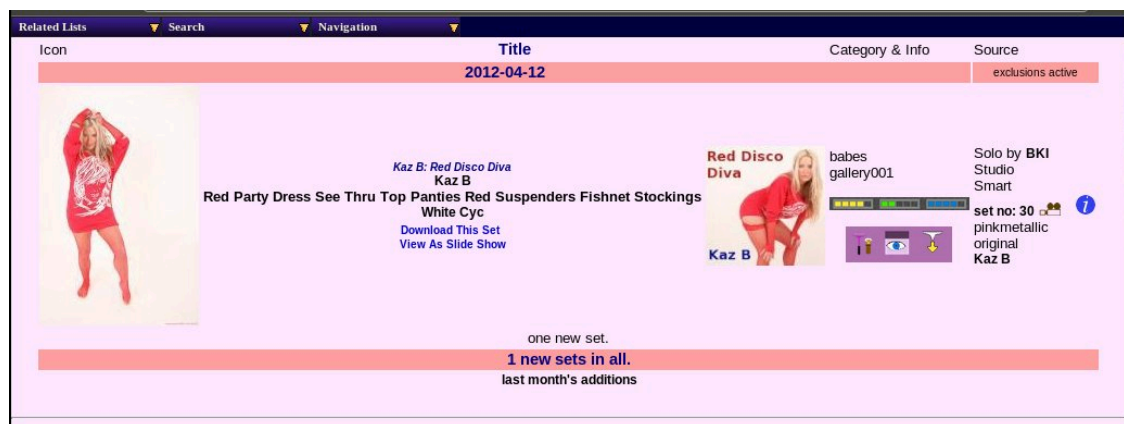 Related Lists
Search
Navigation
Icon
Title
Category & Info
Source
2012-04-12
exclusions active
Kaz B: Red Disco Diva
Kaz B
Red Party Dress See Thru Top Panties Red Suspenders Fishnet Stockings
White Cyc
Download This Set
View As Slide Show
Red Disco
Diva
Kaz B
babes
gallery001
Solo by BKI
Studio
Smart
set no: 30
pinkmetallic
original
Kaz B
one new set.
1 new sets in all.
last month's additions